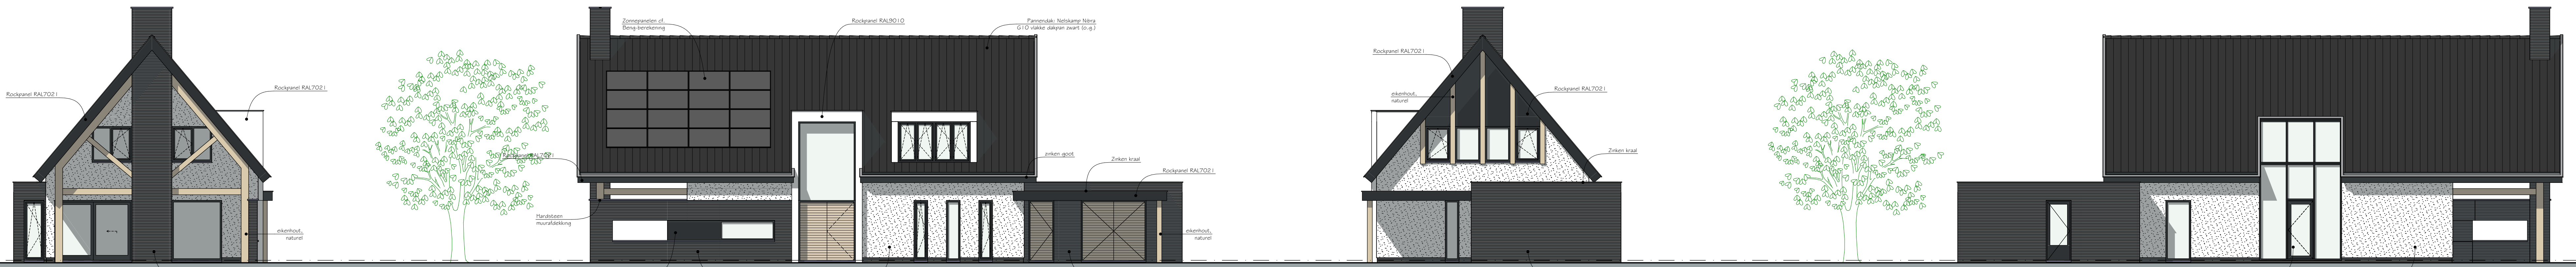 Rockpanel RAL7021
Rockpanel RAL7021
eikenhout,
naturel
Zonnepanelen cf.
Beng-berekening
Rockpanel RAL9010
Pannendak: Nelskamp Nibra
G10 vlakke dakpan zwart (o.g.)
Rockpanel RAL7021
Hardsteen
muurafdekking
zinken goot
Zinken kraal
Rockpanel RAL7021
eikenhout,
naturel
Rockpanel RAL7021
eikenhout,
naturel
Rockpanel RAL7021
Zinken kraal